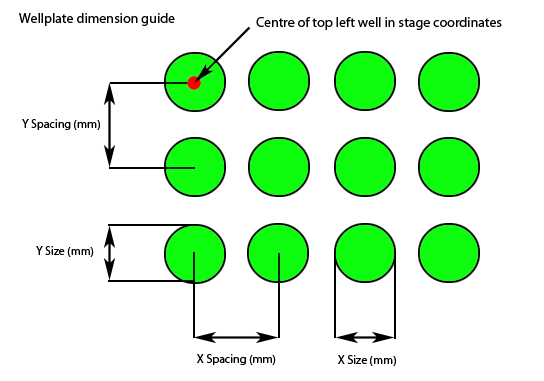 Wellplate dimension guide
Centre of top left well in stage coordinates
Y Spacing (mm)
Y Size (mm)
X Spacing (mm)
X Size (mm)